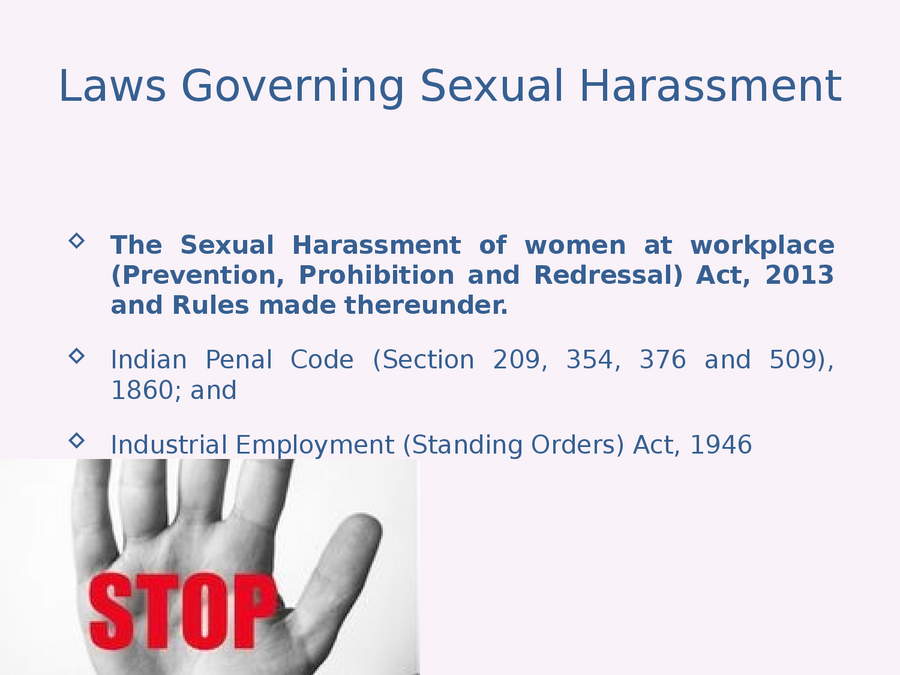 Laws Governing Sexual Harassment
The Sexual Harassment of women at workplace
(Prevention, Prohibition and Redressal) Act, 2013
and Rules made thereunder.
Indian Penal Code (Section 209, 354, 376 and 509),
1860; and
Industrial Employment (Standing Orders) Act, 1946
STOP